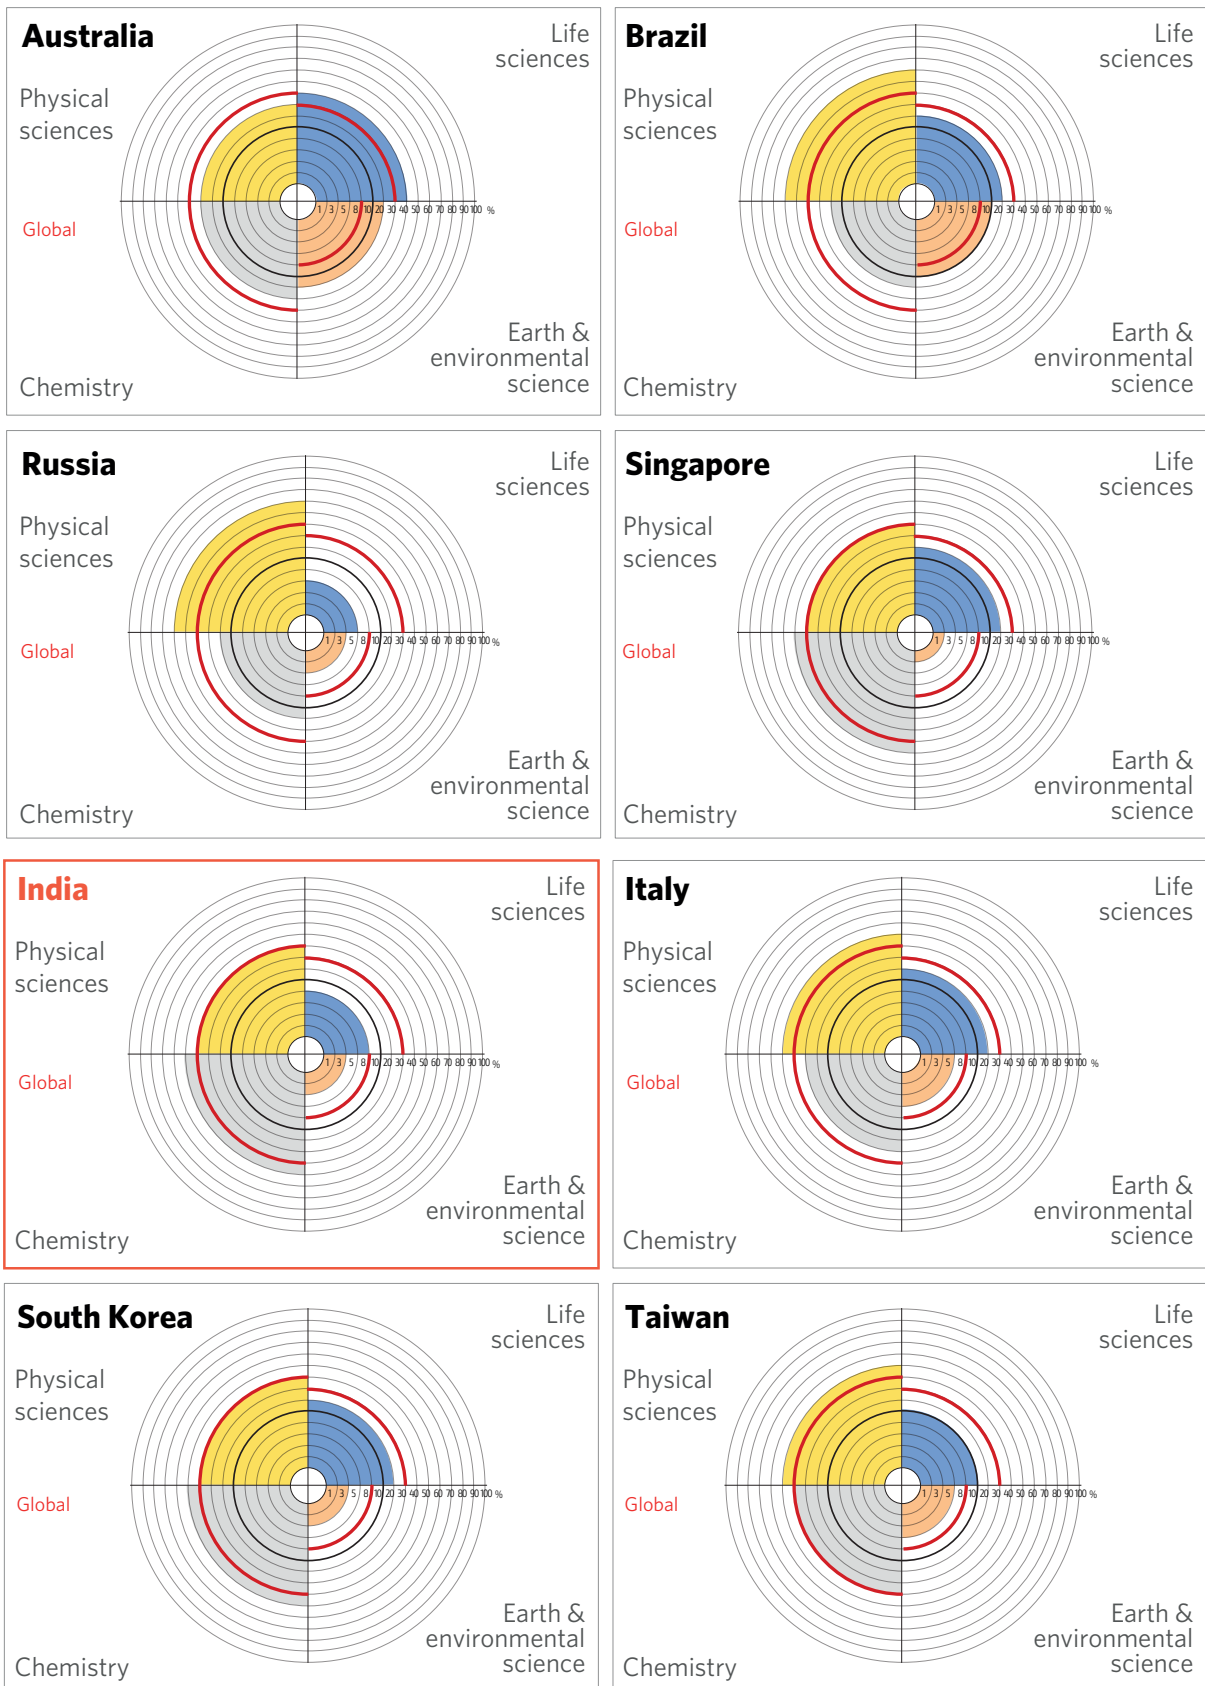 Australia
Life
sciences
Physical
sciences
Global
1 3 5 8 10 20 30 40 50 60 70 80 90 100 %
Earth &
environmental
science
Chemistry
Brazil
Life
sciences
Physical
sciences
Global
1 3 5 8 10 20 30 40 50 60 70 80 90 100 %
Earth &
environmental
science
Chemistry
Russia
Life
sciences
Physical
sciences
Global
1 3 5 8 10 20 30 40 50 60 70 80 90 100 %
Earth &
environmental
science
Chemistry
Singapore
Life
sciences
Physical
sciences
Global
1 3 5 8 10 20 30 40 50 60 70 80 90 100 %
Earth &
environmental
science
Chemistry
India
Life
sciences
Physical
sciences
Global
1 3 5 8 10 20 30 40 50 60 70 80 90 100 %
Earth &
environmental
science
Chemistry
Italy
Life
sciences
Physical
sciences
Global
1 3 5 8 10 20 30 40 50 60 70 80 90 100 %
Earth &
environmental
science
Chemistry
South Korea
Life
sciences
Physical
sciences
Global
1 3 5 8 10 20 30 40 50 60 70 80 90 100 %
Earth &
environmental
science
Chemistry
Taiwan
Life
sciences
Physical
sciences
Global
1 3 5 8 10 20 30 40 50 60 70 80 90 100 %
Earth &
environmental
science
Chemistry